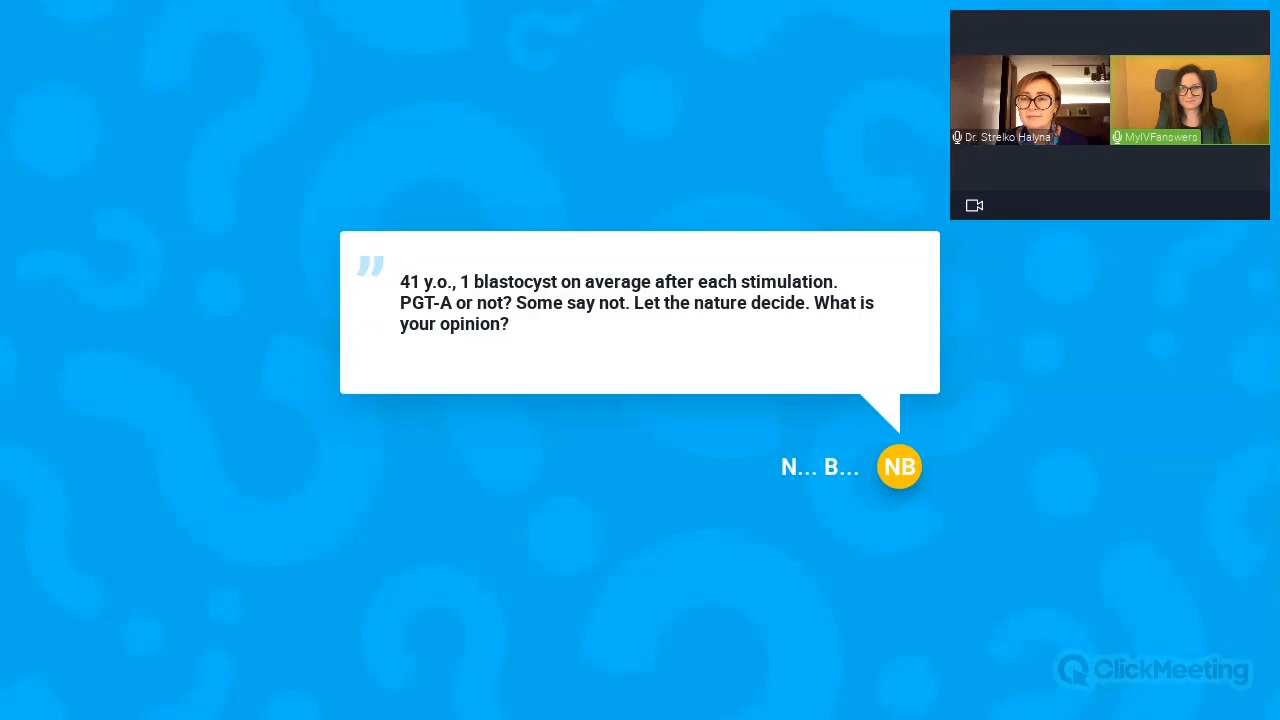 Dr. Strelko Halyna
MyIVFanswers
41 y.o., 1 blastocyst on average after each stimulation.
PGT-A or not? Some say not. Let the nature decide. What is
your opinion?
N... B...
NB
ClickMeeting